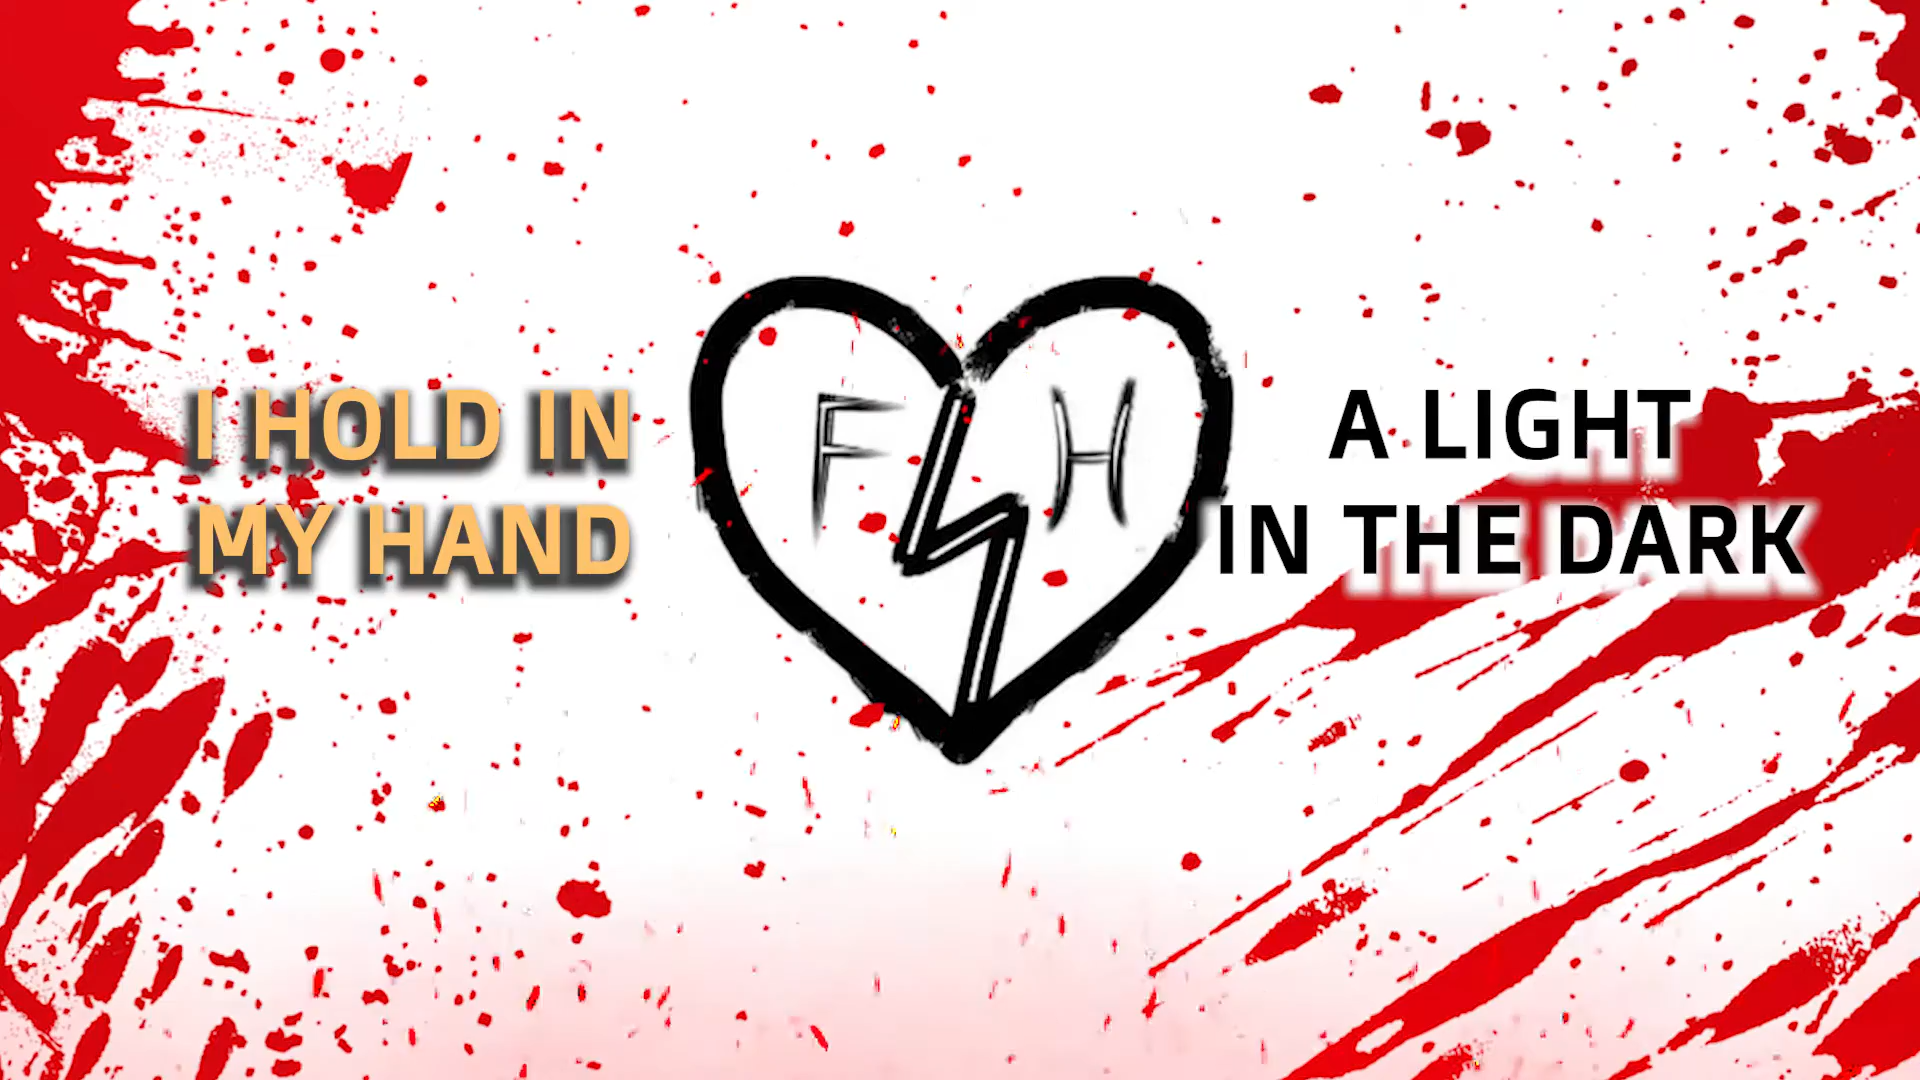 I HOLD IN
MY HAND
F H
A LIGHT
IN THE DARK